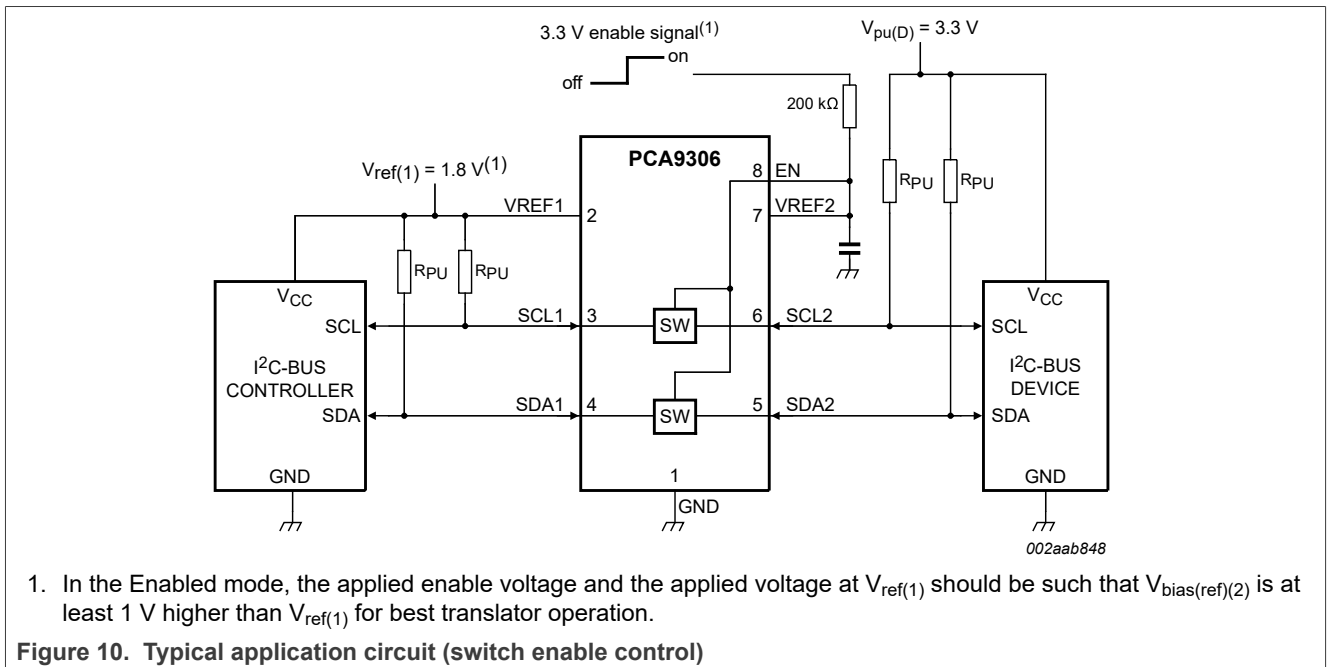 3.3 V enable signal(1)
on
off
Vpu(D) = 3.3 V
200 kΩ
PCA9306
Vref(1) = 1.8 V(1)
8 EN
RPU RPU
VREF1 2
7 VREF2
RPU RPU
VCC
SCL
SCL1 3
SW
6 SCL2
VCC
SCL
I2C-BUS
CONTROLLER
I2C-BUS
DEVICE
SDA
SDA1 4
SW
5 SDA2
SDA
GND
1
GND
GND
002aab848
1. In the Enabled mode, the applied enable voltage and the applied voltage at Vref(1) should be such that Vbias(ref)(2) is at
least 1 V higher than Vref(1) for best translator operation.
Figure 10. Typical application circuit (switch enable control)